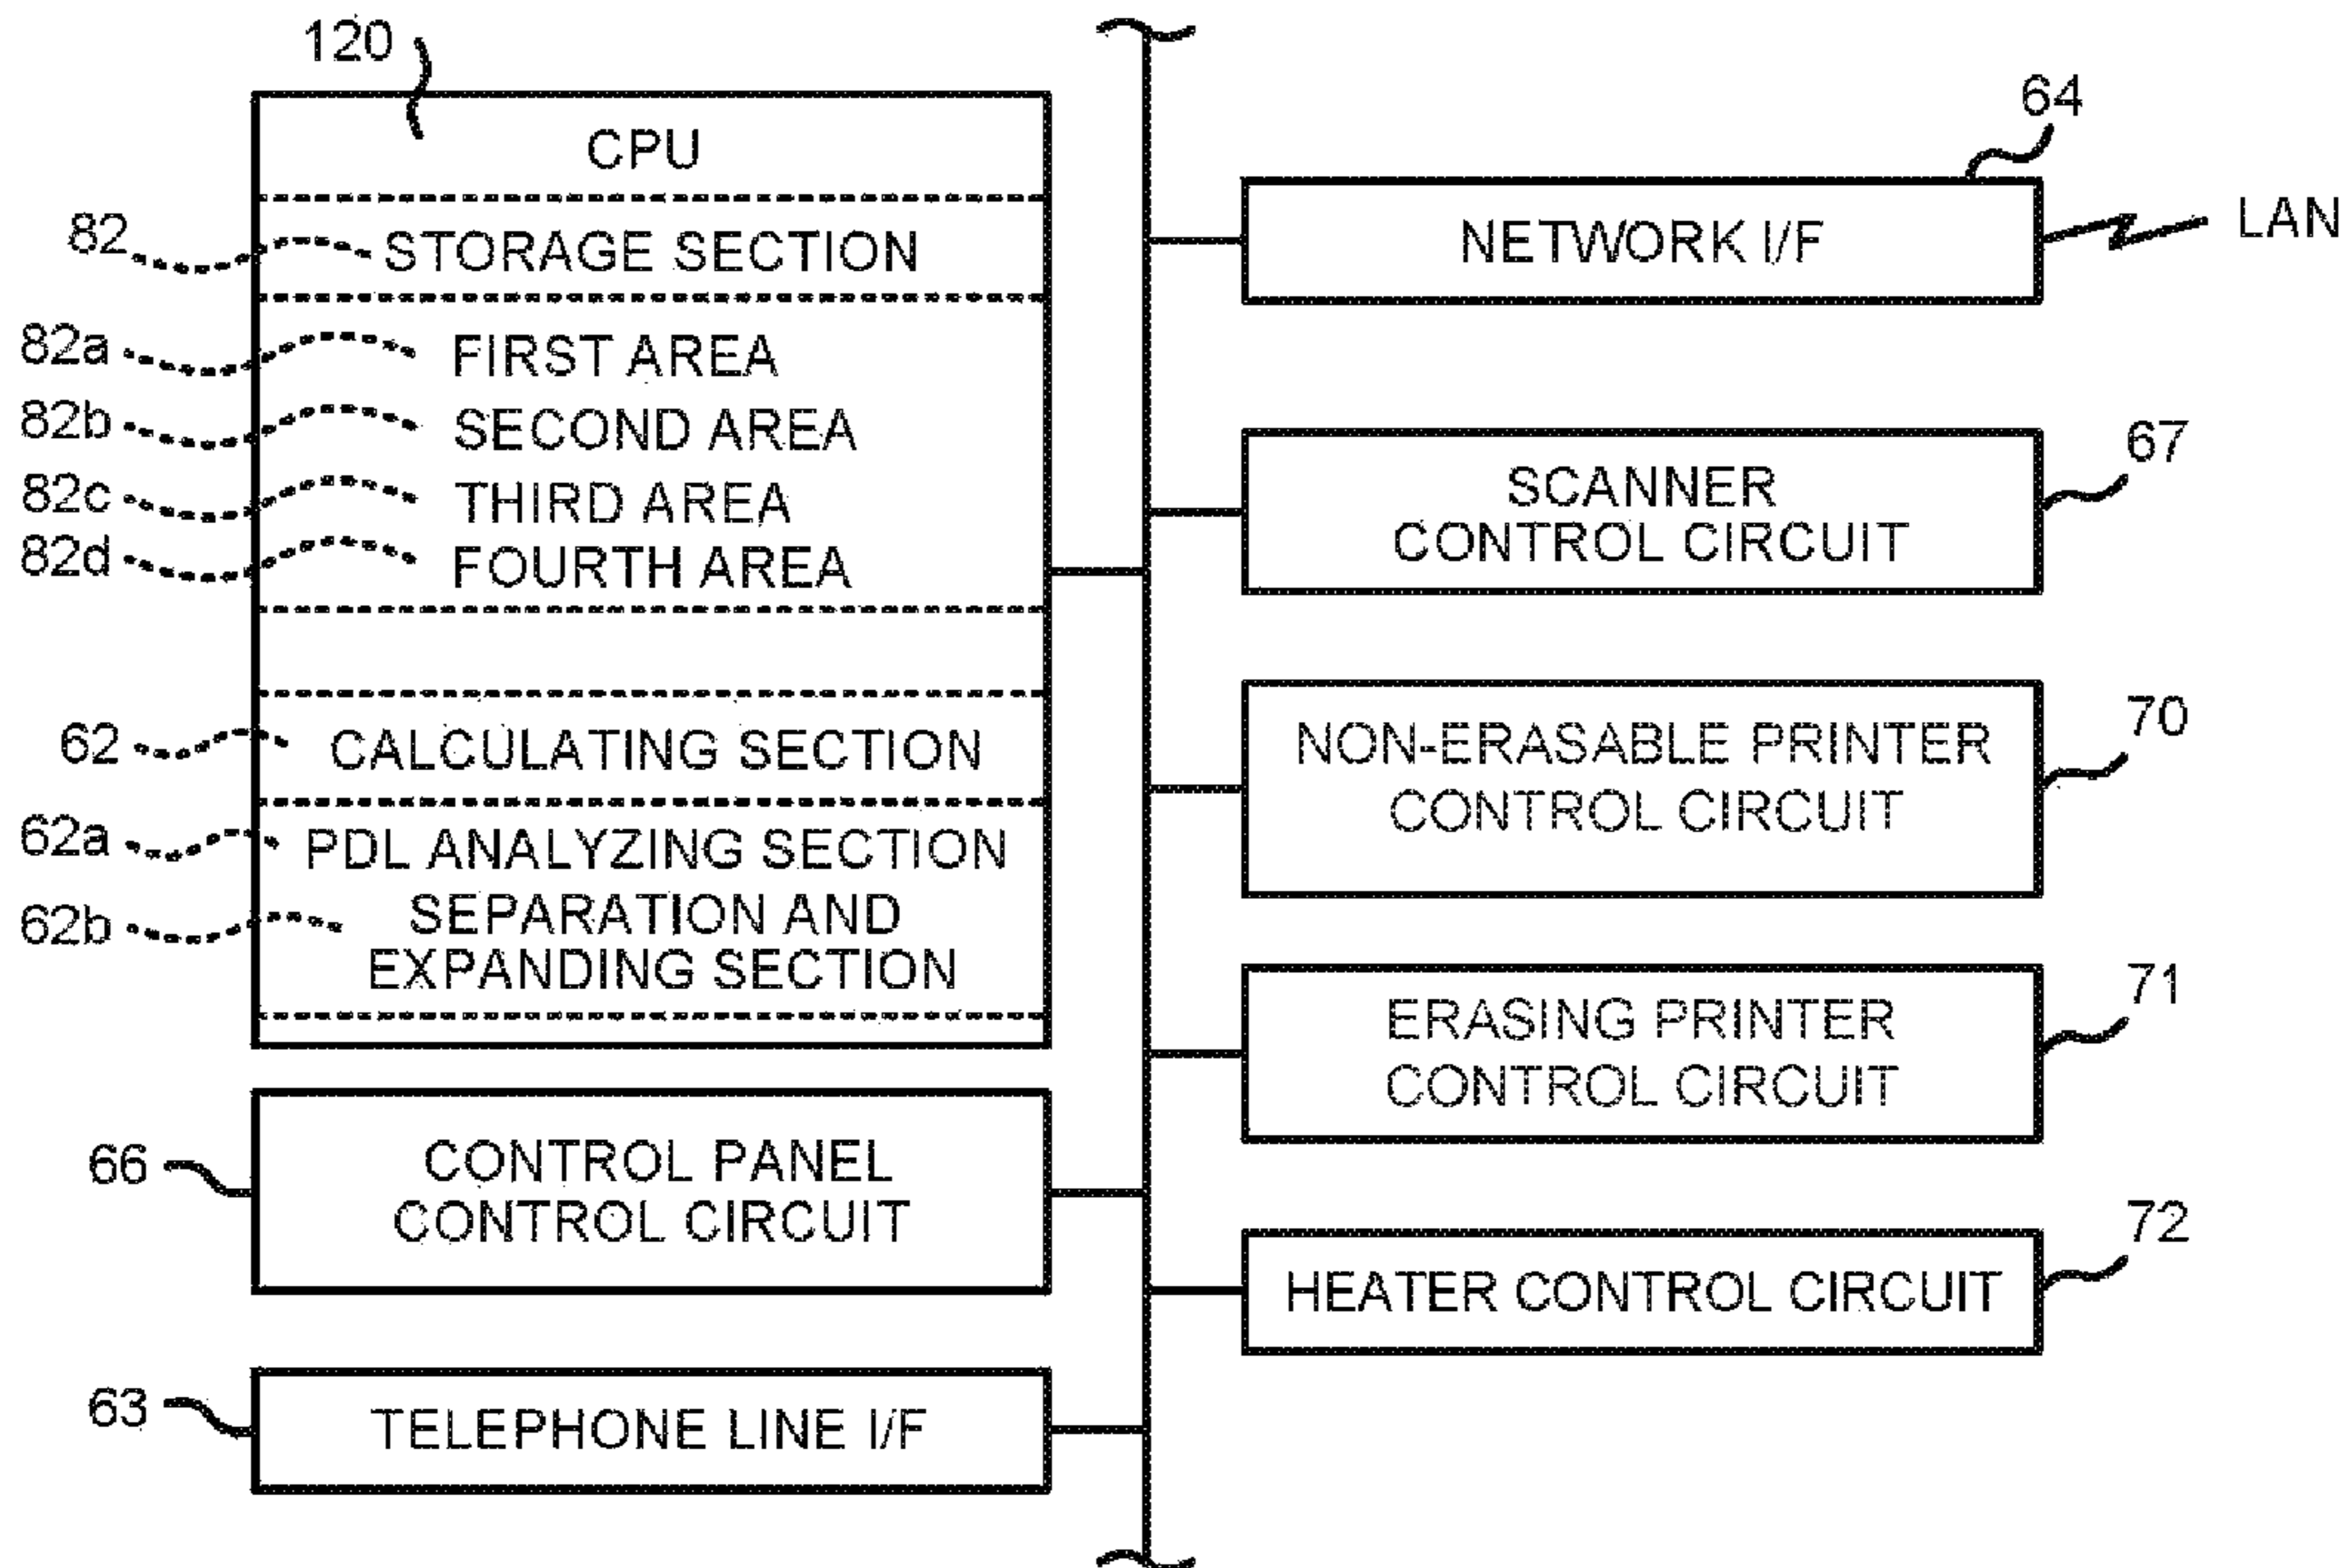 120
CPU
82
STORAGE SECTION
82a
FIRST AREA
82b
SECOND AREA
82c
THIRD AREA
82d
FOURTH AREA
62
CALCULATING SECTION
62a
PDL ANALYZING SECTION
62b
SEPARATION AND
EXPANDING SECTION
66
CONTROL PANEL
CONTROL CIRCUIT
63
TELEPHONE LINE I/F
64
NETWORK I/F
LAN
67
SCANNER
CONTROL CIRCUIT
70
NON-ERASABLE PRINTER
CONTROL CIRCUIT
71
ERASING PRINTER
CONTROL CIRCUIT
72
HEATER CONTROL CIRCUIT